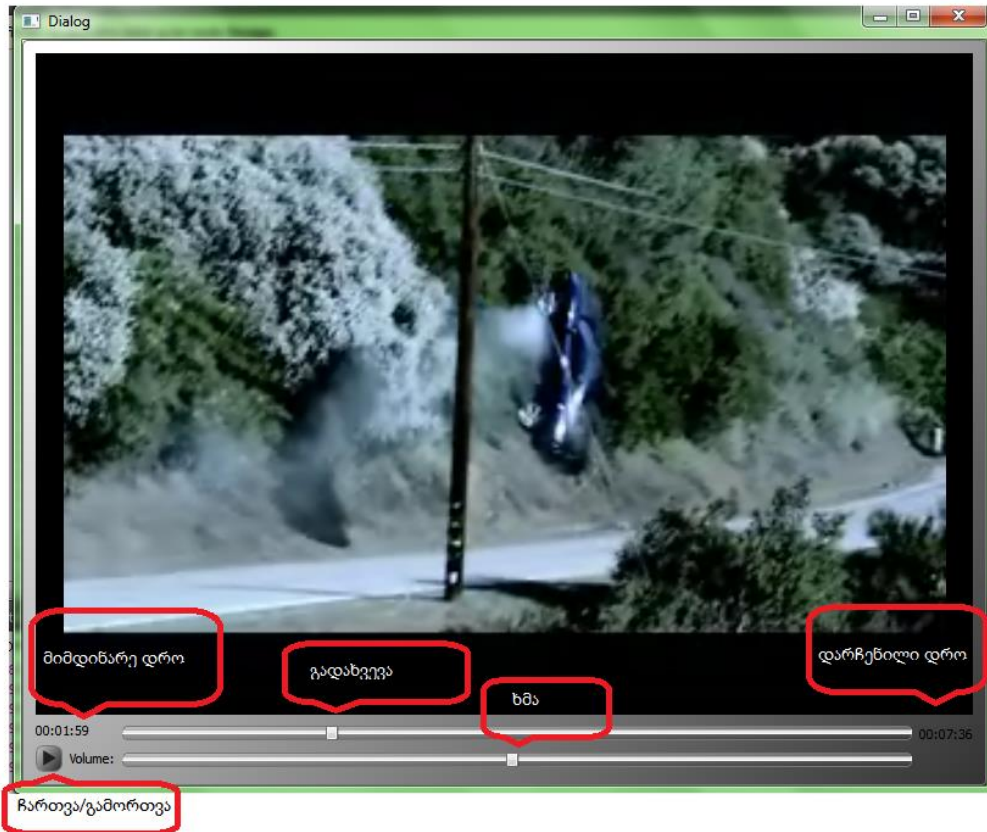 Dialog
მიმდინარე დრო
გადახვევა
ხმა
დარჩენილი დრო
00:01:59
00:07:36
Volume:
ჩართვა/გამორთვა